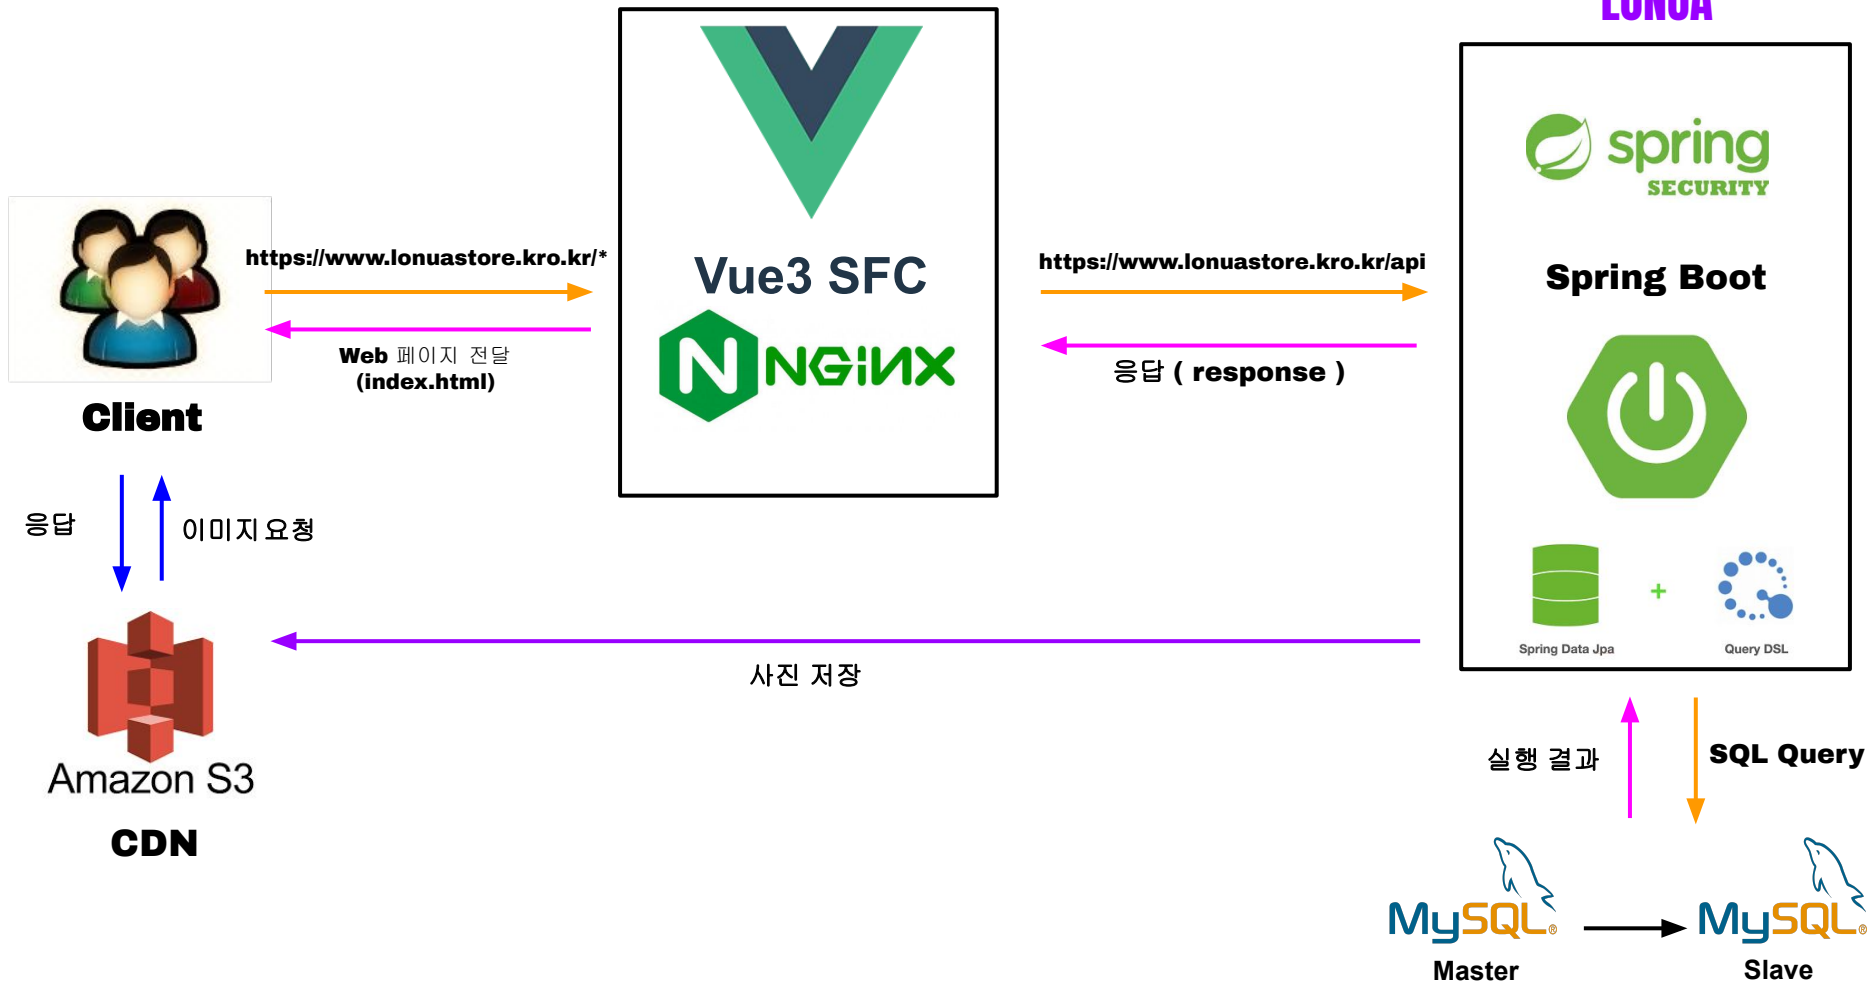 LONUA
spring
SECURITY
https://www.lonuastore.kro.kr/*
Vue3 SFC
https://www.lonuastore.kro.kr/api
Spring Boot
N NGINX
Web 페이지 전달
(index.html)
응답 ( response )
Client
응답
이미지 요청
Spring Data Jpa
+
Query DSL
사진 저장
Amazon S3
CDN
실행 결과
SQL Query
MySQL®
MySQL®
Master
Slave